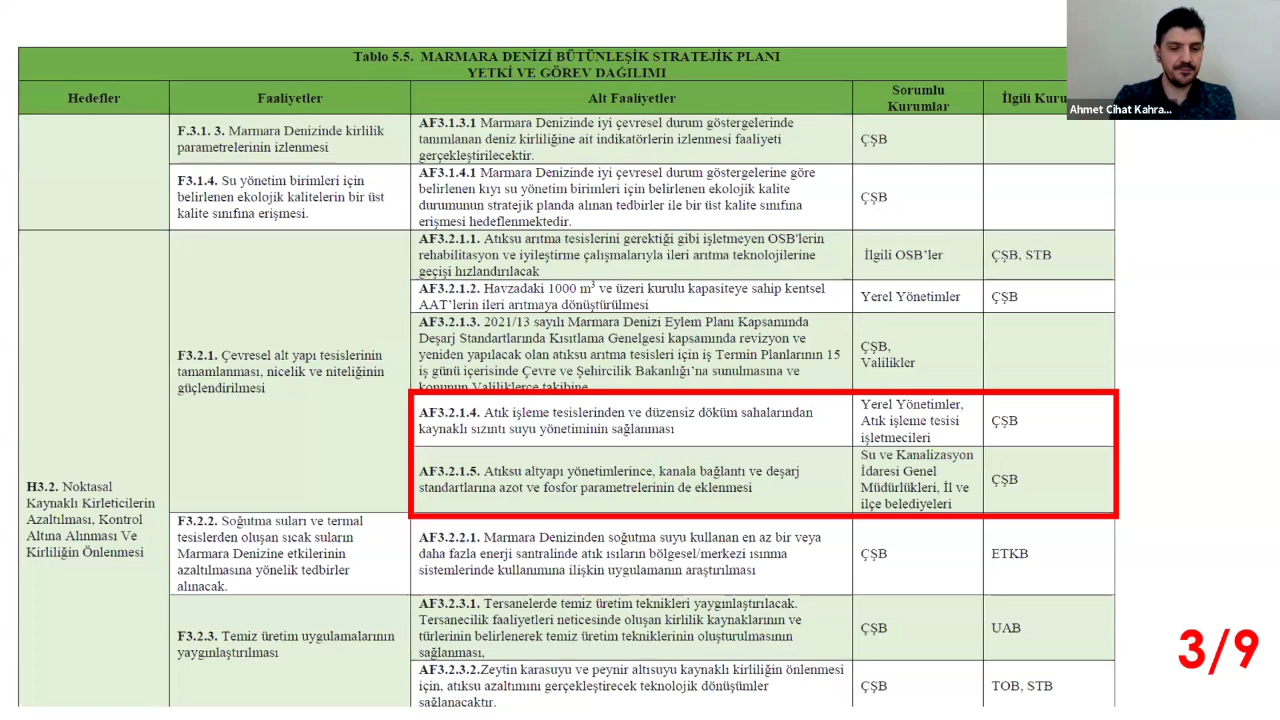 Tablo 5.5. MARMARA DENİZİ BÜTÜNLEŞİK STRATEJİK PLANI
YETKİ VE GÖREV DAĞILIMI
Hedefler
Faaliyetler
Alt Faaliyetler
Sorumlu
Kurumlar
İlgili Kuru
Ahmet Cihat Kahra...
F.3.1. 3. Marmara Denizinde kirlilik
parametrelerinin izlenmesi
AF3.1.3.1 Marmara Denizinde iyi çevresel durum göstergelerinde
tanımlanan deniz kirliliğine ait indikatörlerin izlenmesi faaliyeti
gerçekleştirilecektir.
ÇŞB
F3.1.4. Su yönetim birimleri için
belirlenen ekolojik kalitelerin bir üst
kalite sınıfına erişmesi.
AF3.1.4.1 Marmara Denizinde iyi çevresel durum göstergelerine göre
belirlenen kıyı su yönetim birimleri için belirlenen ekolojik kalite
durumunun stratejik planda alınan tedbirler ile bir üst kalite sınıfına
erişmesi hedeflenmektedir.
ÇŞB
H3.2. Noktasal
Kaynaklı Kirleticilerin
Azaltılması, Kontrol
Altına Alınması Ve
Kirliliğin Önlenmesi
F3.2.1. Çevresel alt yapı tesislerinin
tamamlanması, nicelik ve niteliğinin
güçlendirilmesi
AF3.2.1.1. Atıksu arıtma tesislerini gerektiği gibi işletmeyen OSB'lerin
rehabilitasyon ve iyileştirme çalışmalarıyla ileri arıtma teknolojilerine
geçişi hızlandırılacak
İlgili OSB'ler
ÇŞB, STB
AF3.2.1.2. Havzadaki 1000 m³ ve üzeri kurulu kapasiteye sahip kentsel
AAT'lerin ileri arıtmaya dönüştürülmesi
Yerel Yönetimler
ÇŞB
AF3.2.1.3. 2021/13 sayılı Marmara Denizi Eylem Planı Kapsamında
Deşarj Standartlarında Kısıtlama Genelgesi kapsamında revizyon ve
yeniden yapılacak olan atıksu arıtma tesisleri için iş Termin Planlarının 15
iş günü içerisinde Çevre ve Şehircilik Bakanlığı'na sunulmasına ve
konunun Valiliklerce takibine
ÇŞB,
Valilikler
AF3.2.1.4. Atık işleme tesislerinden ve düzensiz döküm sahalarından
kaynaklı sızıntı suyu yönetiminin sağlanması
Yerel Yönetimler,
Atık işleme tesisi
işletmecileri
ÇŞB
AF3.2.1.5. Atıksu altyapı yönetimlerince, kanala bağlantı ve deşarj
standartlarına azot ve fosfor parametrelerinin de eklenmesi
Su ve Kanalizasyon
İdaresi Genel
Müdürlükleri, İl ve
ilçe belediyeleri
ÇŞB
F3.2.2. Soğutma suları ve termal
tesislerden oluşan sıcak suların
Marmara Denizine etkilerinin
azaltılmasına yönelik tedbirler
alınacak.
AF3.2.2.1. Marmara Denizinden soğutma suyu kullanan en az bir veya
daha fazla enerji santralinde atık ısıların bölgesel/merkezi ısınma
sistemlerinde kullanımına ilişkin uygulamanın araştırılması
ÇŞB
ETKB
F3.2.3. Temiz üretim uygulamalarının
yaygınlaştırılması
AF3.2.3.1. Tersanelerde temiz üretim teknikleri yaygınlaştırılacak.
Tersanecilik faaliyetleri neticesinde oluşan kirlilik kaynaklarının ve
türlerinin belirlenerek temiz üretim tekniklerinin oluşturulmasının
sağlanması,
ÇŞB
UAB
AF3.2.3.2.Zeytin karasuyu ve peynir altısuyu kaynaklı kirliliğin önlenmesi
için, atıksu azaltımını gerçekleştirecek teknolojik dönüşümler
sağlanacaktır.
ÇŞB
TOB, STB
3/9